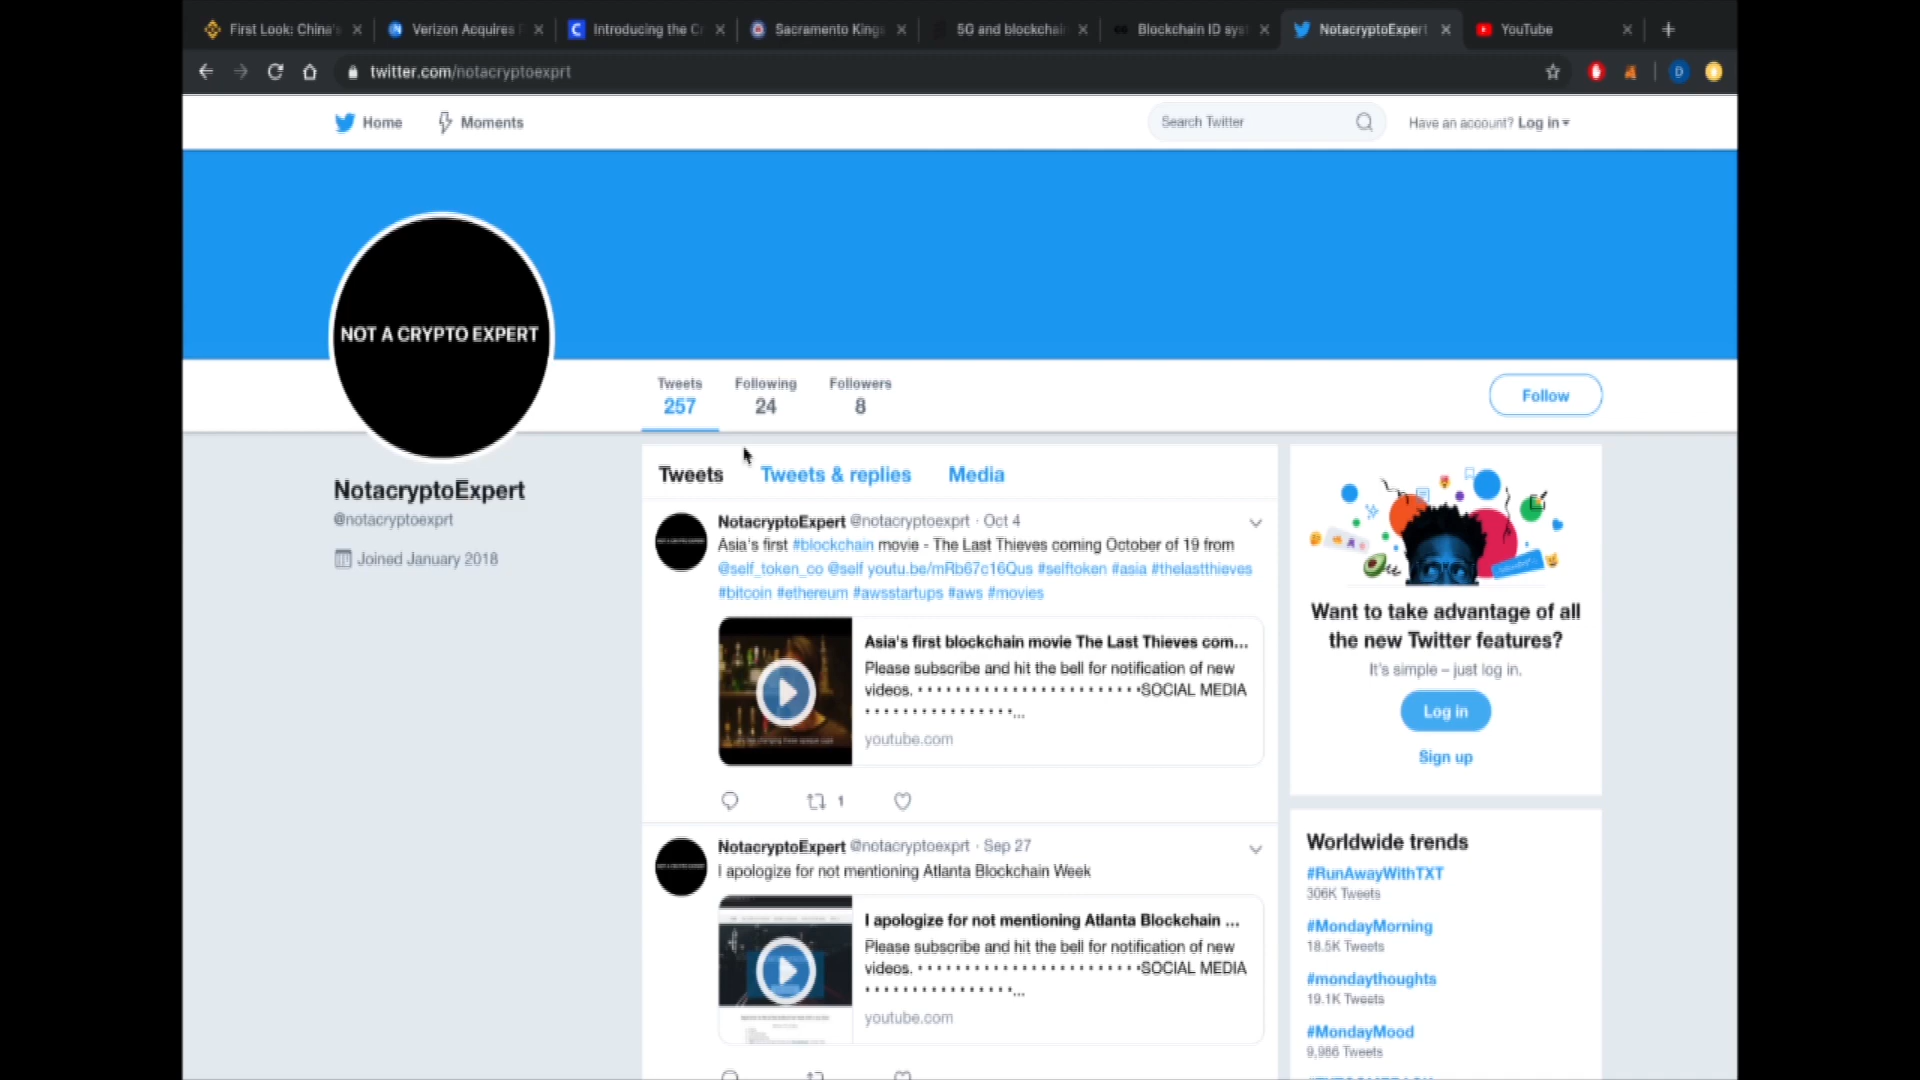 First Look: China's
Verizon Acquires
Introducing the C
Sacramento Kings
5G and blockchain
Blockchain ID syst
NotacryptoExpert
YouTube
twitter.com/notacryptoexprt
D
Home
Moments
Search Twitter
Have an account? Log in
NOT A CRYPTO EXPERT
Tweets
Following
Followers
257
24
8
Follow
NotacryptoExpert
@notacryptoexprt
Joined January 2018
Tweets
Tweets & replies
Media
NotacryptoExpert @notacryptoexprt · Oct 4
Asia's first #blockchain movie - The Last Thieves coming October of 19 from
@self_token_co @self youtu.be/mRb67c16Qus #selftoken #asia #thelastthieves
#bitcoin #ethereum #awsstartups #aws #movies
Asia's first blockchain movie The Last Thieves com...
Please subscribe and hit the bell for notification of new
videos. • • • • • • • • • • • • • • • • • • • • • • • •SOCIAL MEDIA
• • • • • • • • • • • • • • • •...
youtube.com
1
NotacryptoExpert @notacryptoexprt · Sep 27
I apologize for not mentioning Atlanta Blockchain Week
I apologize for not mentioning Atlanta Blockchain ...
Please subscribe and hit the bell for notification of new
videos. • • • • • • • • • • • • • • • • • • • • • • • •SOCIAL MEDIA
• • • • • • • • • • • • • • • •...
youtube.com
Want to take advantage of all
the new Twitter features?
It's simple – just log in.
Log in
Sign up
Worldwide trends
#RunAwayWithTXT
306K Tweets
#MondayMorning
18.5K Tweets
#mondaythoughts
19.1K Tweets
#MondayMood
9,986 Tweets